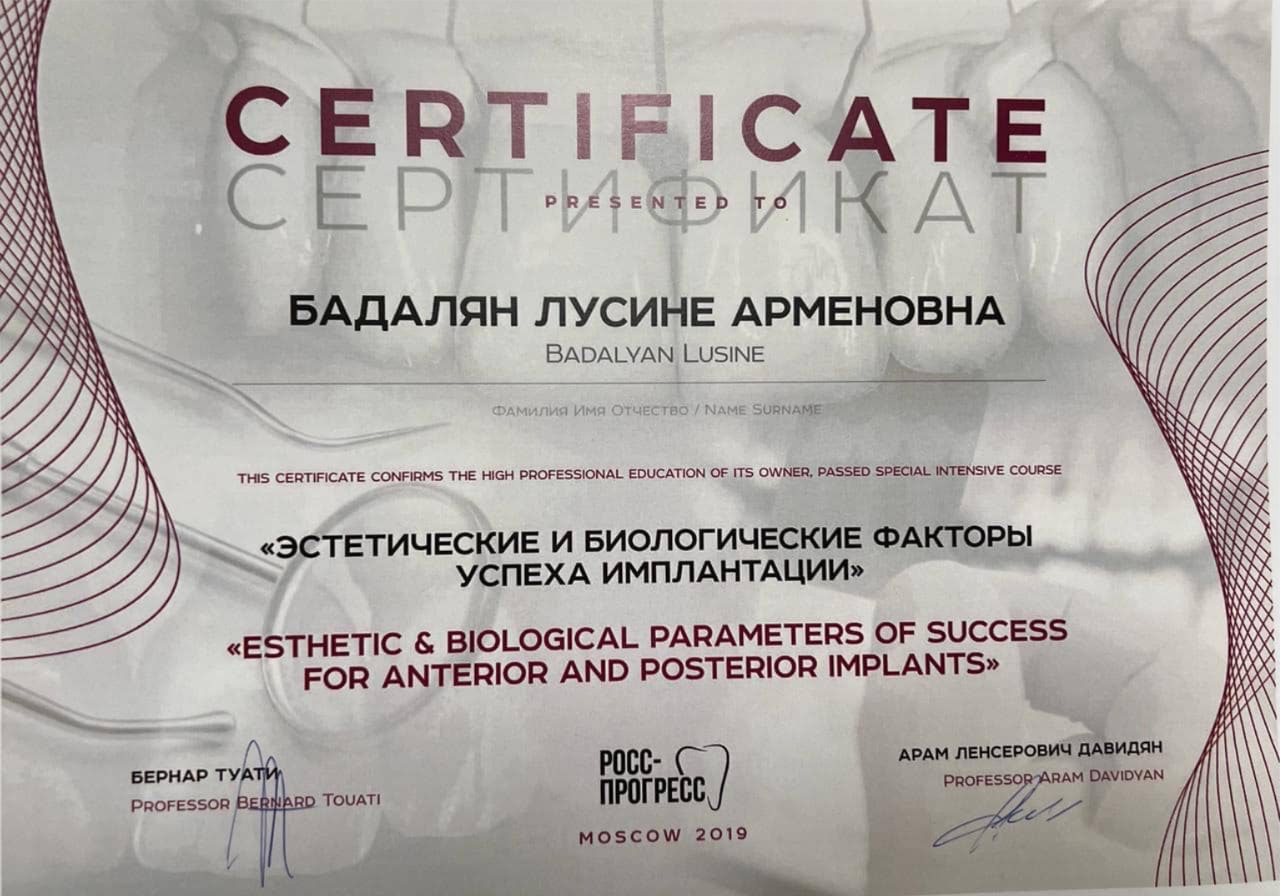 CERTIFICATE
СЕРТИФИКАТ
PRESENTED TO
БАДАЛЯН ЛУСИНЕ АРМЕНОВНА
BADALYAN LUSINE
ФАМИЛИЯ ИМЯ ОТЧЕСТВО / NAME SURNAME
THIS CERTIFICATE CONFIRMS THE HIGH PROFESSIONAL EDUCATION OF ITS OWNER, PASSED SPECIAL INTENSIVE COURSE
«ЭСТЕТИЧЕСКИЕ И БИОЛОГИЧЕСКИЕ ФАКТОРЫ
УСПЕХА ИМПЛАНТАЦИИ»
«ESTHETIC & BIOLOGICAL PARAMETERS OF SUCCESS
FOR ANTERIOR AND POSTERIOR IMPLANTS»
БЕРНАР ТУАТИ
PROFESSOR BERNARD TOUATI
РОСС-
ПРОГРЕСС
MOSCOW 2019
АРАМ ЛЕНСЕРОВИЧ ДАВИДЯН
PROFESSOR ARAM DAVIDYAN